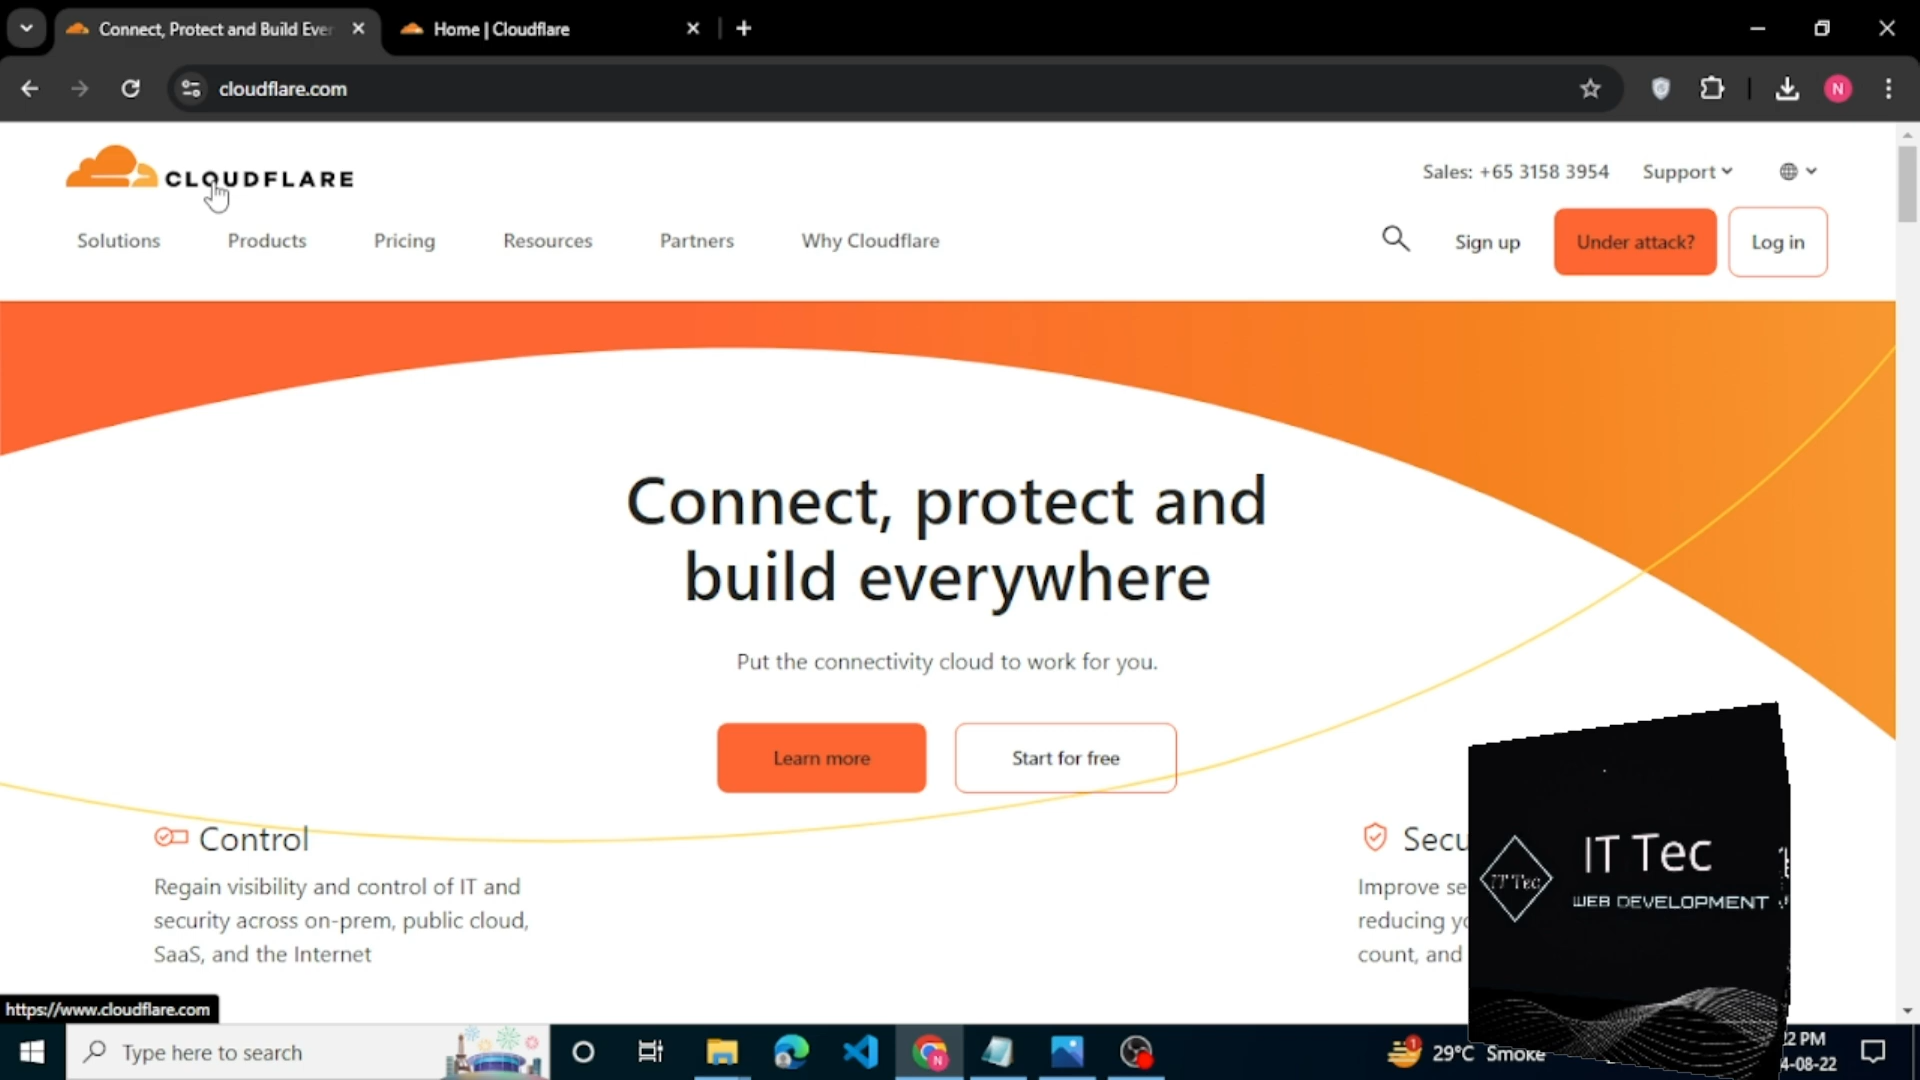 Connect, Protect and Build Ever
Home | Cloudflare
cloudflare.com
N
CLOUDFLARE
Sales: +65 3158 3954
Support
Solutions
Products
Pricing
Resources
Partners
Why Cloudflare
Sign up
Under attack?
Log in
Connect, protect and
build everywhere
Put the connectivity cloud to work for you.
Learn more
Start for free
Control
Regain visibility and control of IT and
security across on-prem, public cloud,
SaaS, and the Internet
Secu
Improve se
reducing yo
count, and
IT Tec
IT Tec
WEB DEVELOPMENT
https://www.cloudflare.com
Type here to search
N
1
29°C Smoke
2 PM
4-08-22